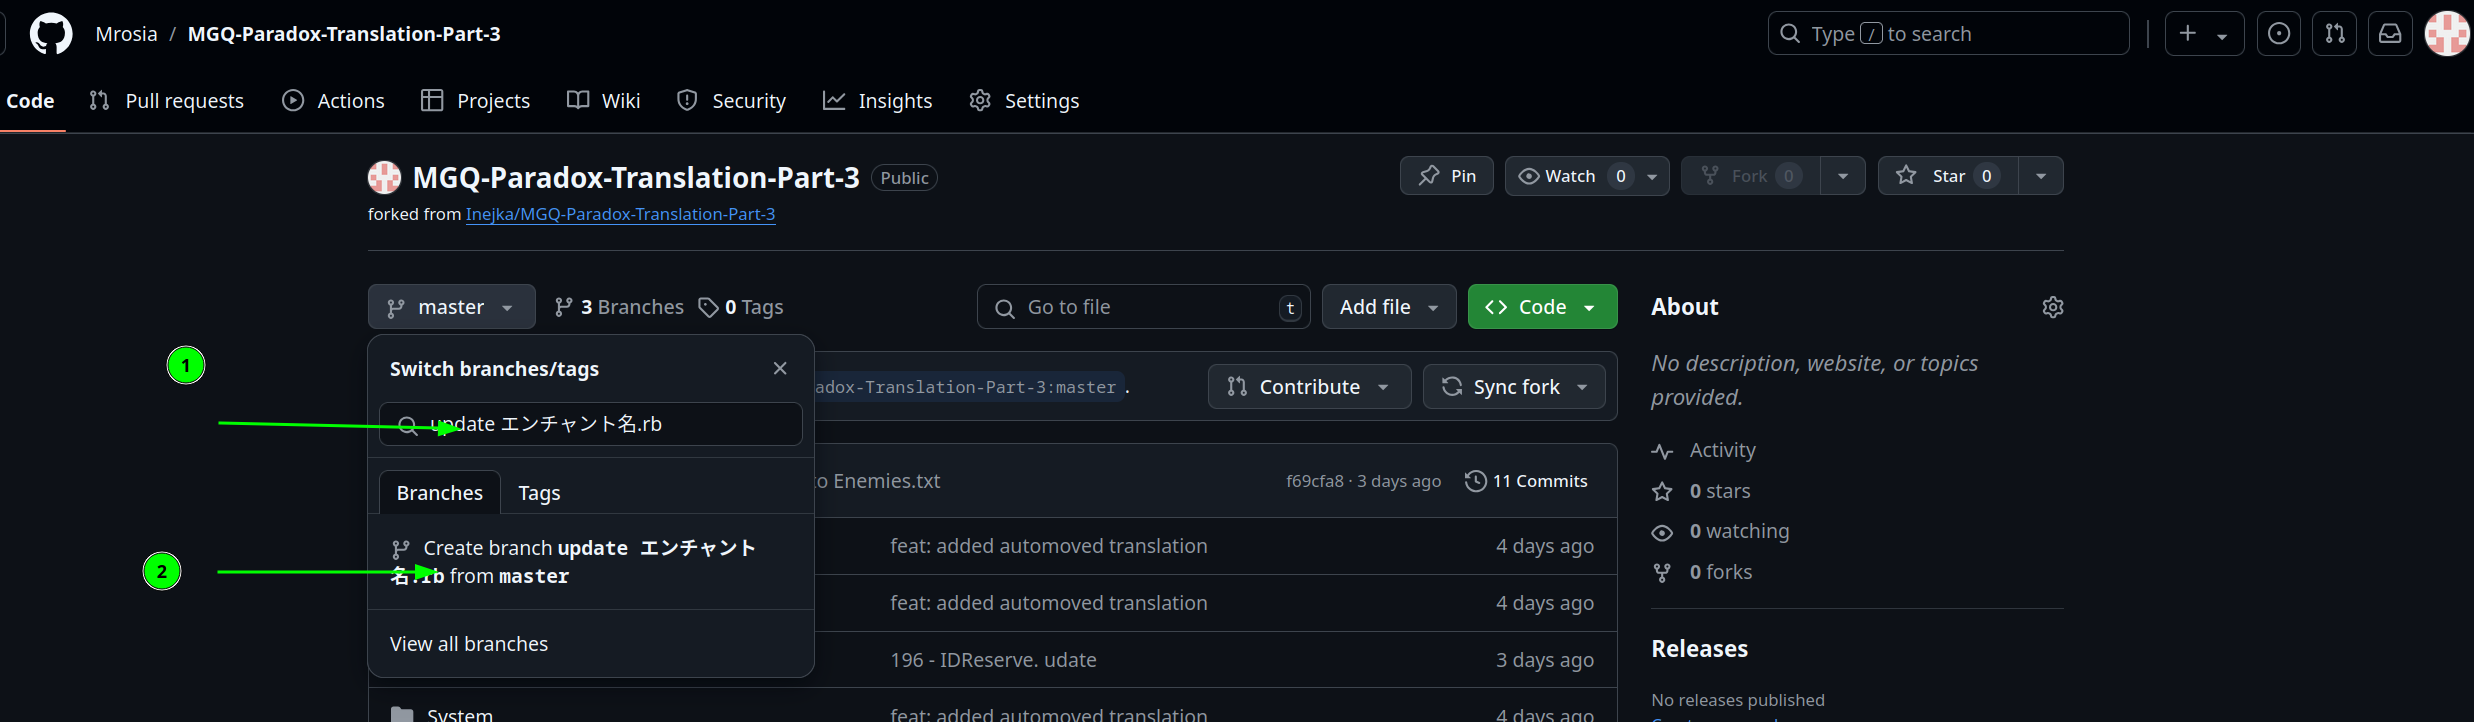 Mrosia / MGQ-Paradox-Translation-Part-3
Type / to search
Code Pull requests Actions Projects Wiki Security Insights Settings
MGQ-Paradox-Translation-Part-3 Public
Pin Watch 0 Fork 0 Star 0
forked from Inejka/MGQ-Paradox-Translation-Part-3
master 3 Branches 0 Tags
Go to file t Add file Code
About
1
Switch branches/tags
adox-Translation-Part-3:master .
Contribute Sync fork
No description, website, or topics
provided.
update エンチャント名.rb
Activity
Branches Tags
to Enemies.txt
f69cfa8 · 3 days ago 11 Commits
0 stars
0 watching
2
Create branch update エンチャント
名.rb from master
feat: added automoved translation 4 days ago
0 forks
feat: added automoved translation 4 days ago
View all branches
196 - IDReserve. udate 3 days ago
Releases
No releases published
System
feat: added automoved translation 4 days ago